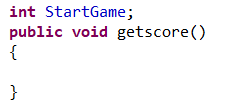 int StartGame;
public void getscore()
{
}